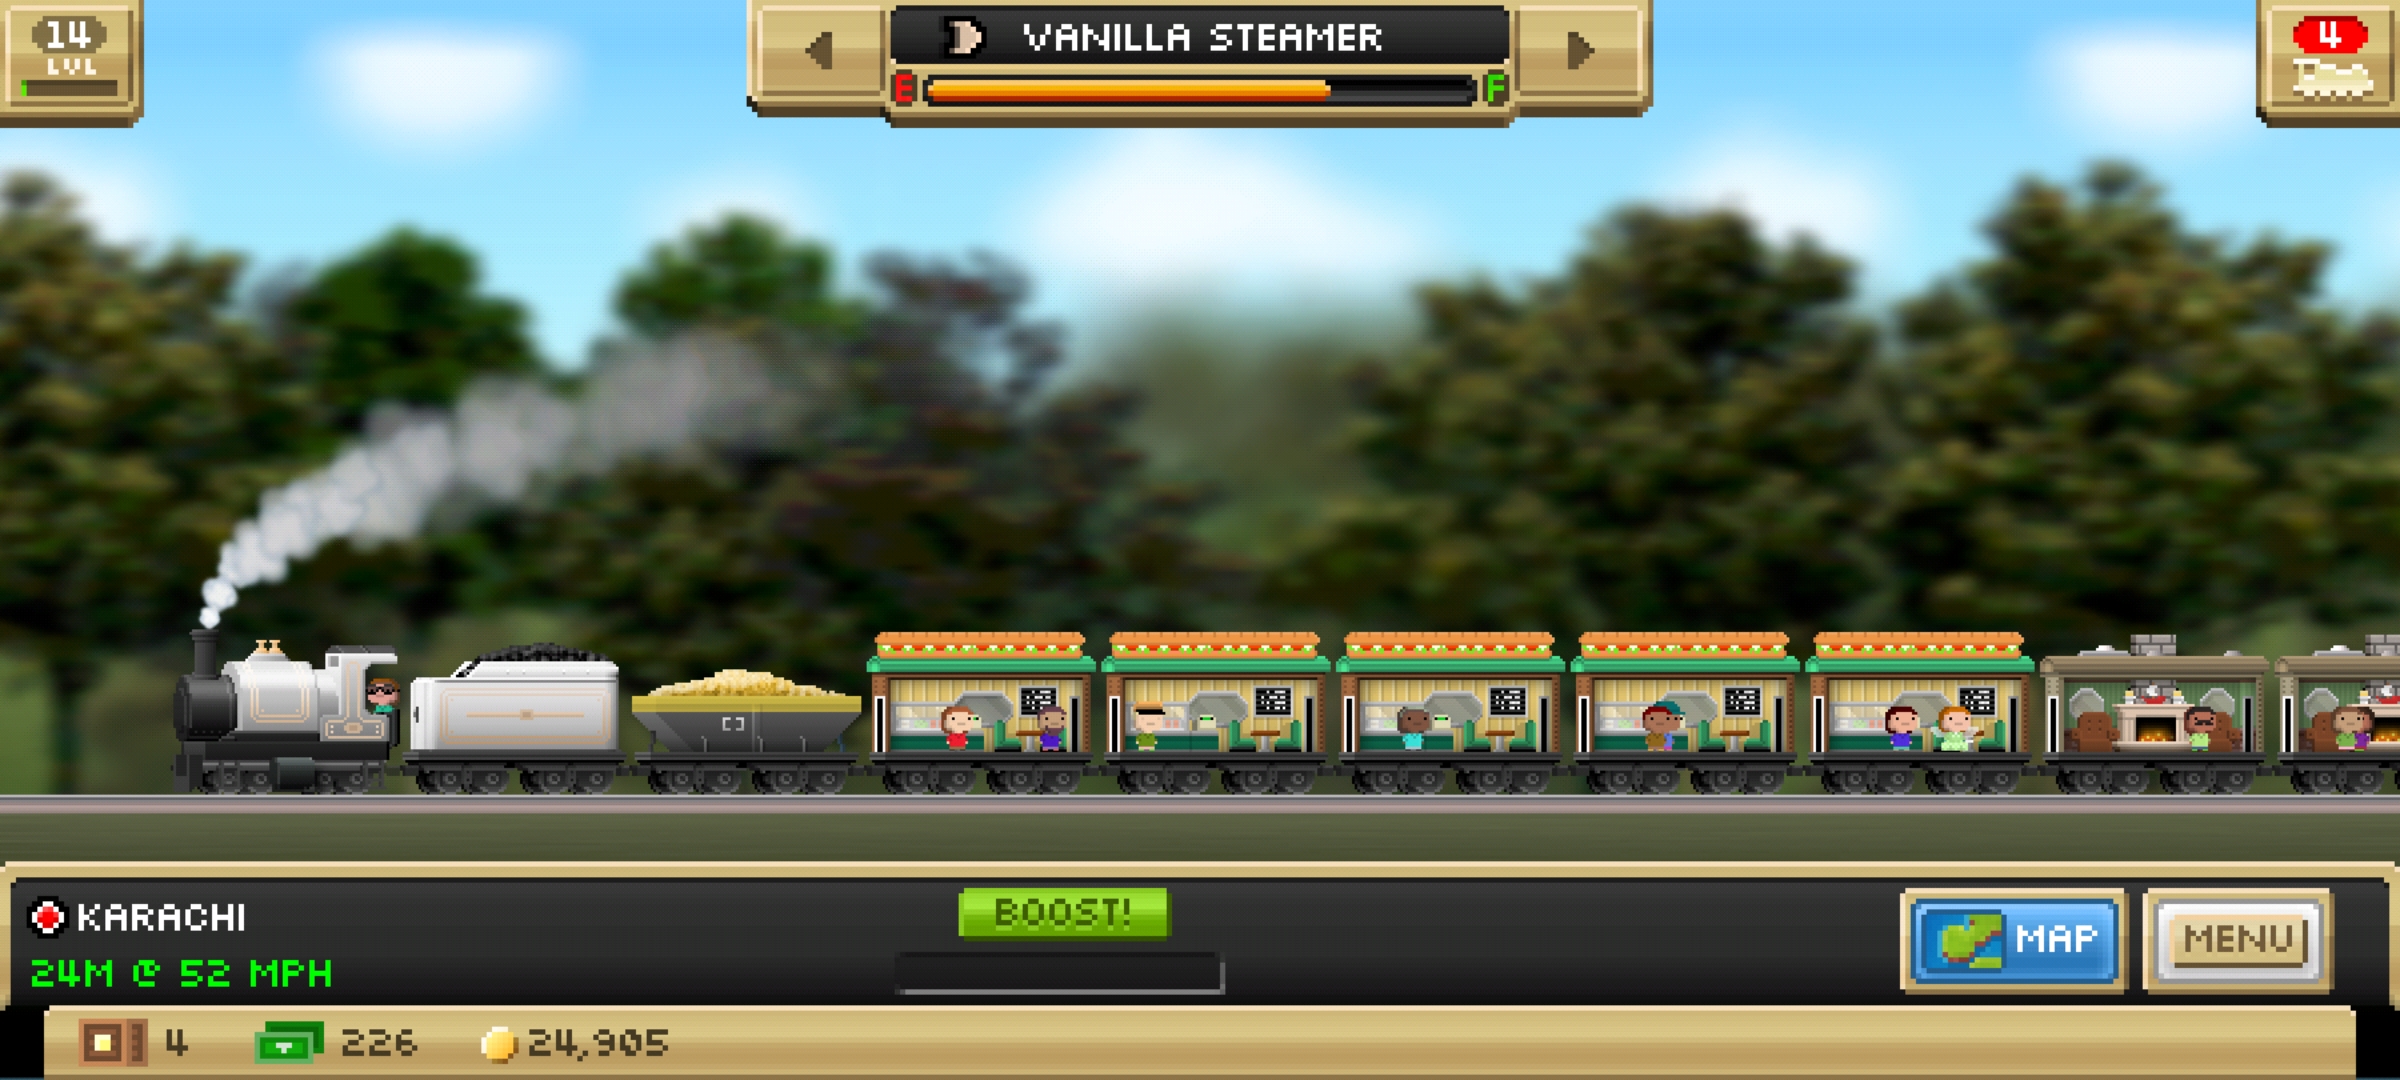 14
LVL
VANILLA STEAMER
E F
4
KARACHI
24M @ 52 MPH
BOOST!
MAP
MENU
4 226 24,905